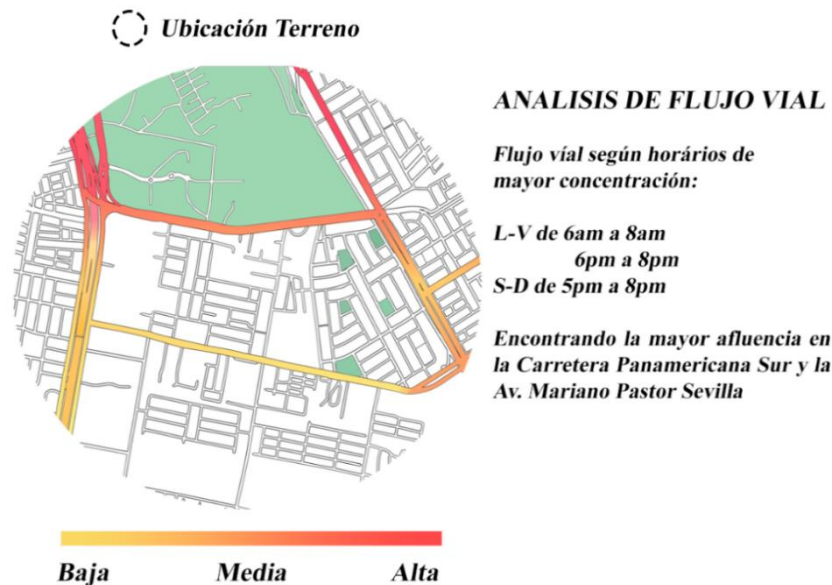 Ubicación Terreno
ANALISIS DE FLUJO VIAL
Flujo víal según horários de
mayor concentración:
L-V de 6am a 8am
6pm a 8pm
S-D de 5pm a 8pm
Encontrando la mayor afluencia en
la Carretera Panamericana Sur y la
Av. Mariano Pastor Sevilla
Baja Media Alta